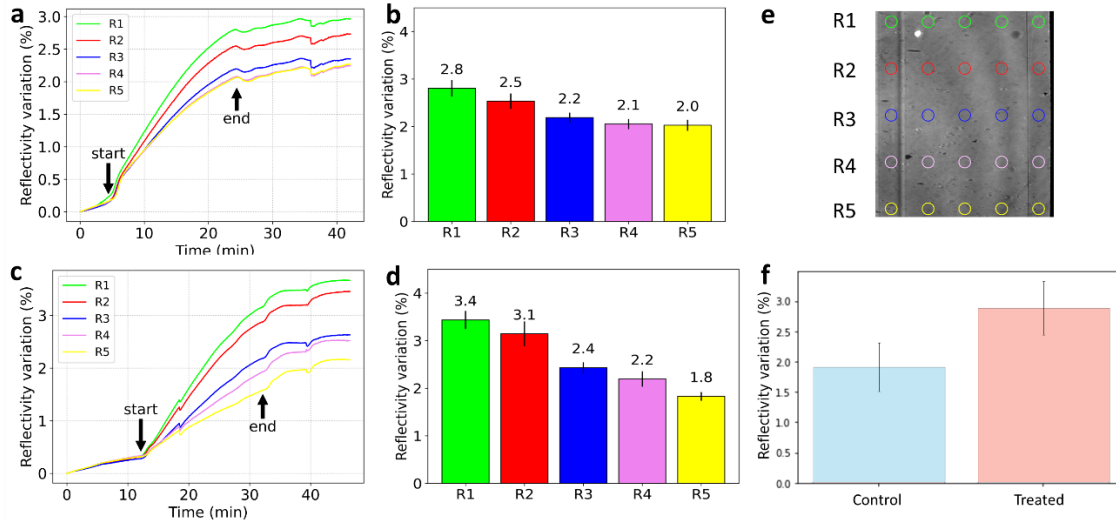 a
Reflectivity variation (%)
3.0
2.5
2.0
1.5
1.0
0.5
0.0
R1
R2
R3
R4
R5
start
end
0 10 20 30 40
Time (min)
b
Reflectivity variation (%)
4
3
2
1
0
2.8
2.5
2.2
2.1
2.0
R1 R2 R3 R4 R5
e
R1
R2
R3
R4
R5
c
Reflectivity variation (%)
3
2
1
0
R1
R2
R3
R4
R5
start
end
0 10 20 30 40
Time (min)
d
Reflectivity variation (%)
4
3
2
1
0
3.4
3.1
2.4
2.2
1.8
R1 R2 R3 R4 R5
f
Reflectivity variation (%)
3.0
2.5
2.0
1.5
1.0
0.5
0.0
Control Treated